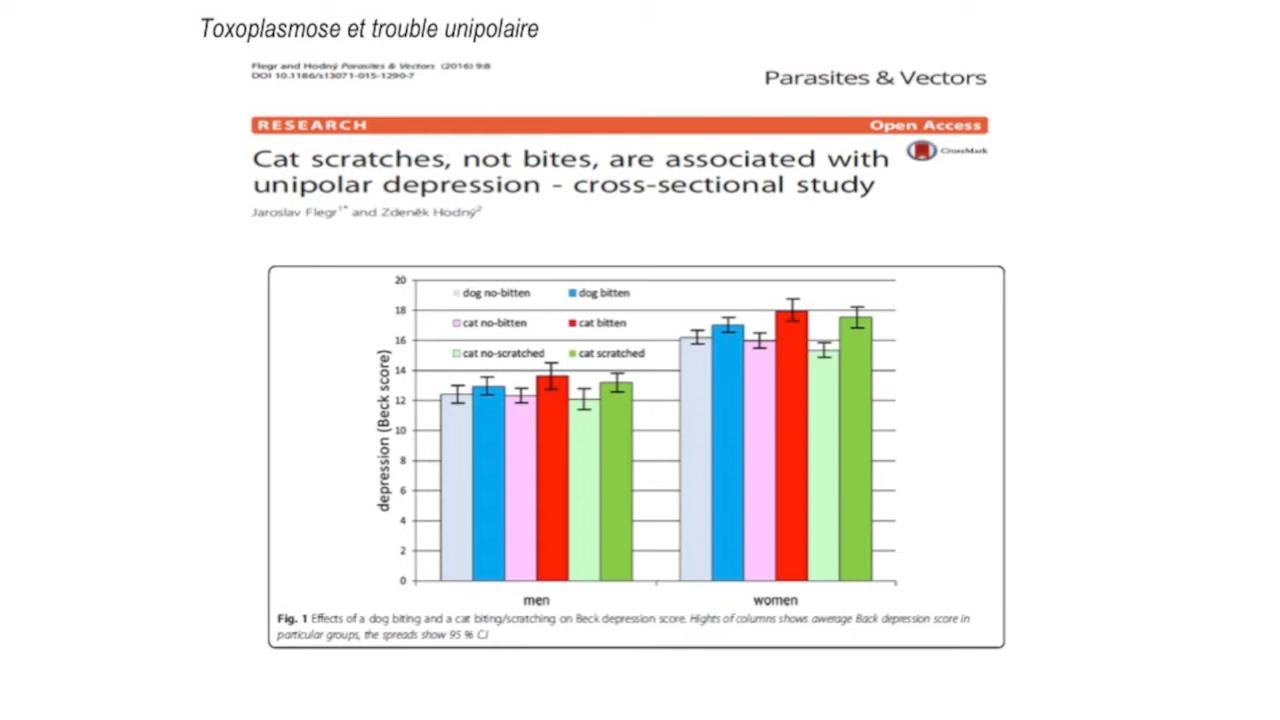 Toxoplasmose et trouble unipolaire
Flegr and Hodný Parasites & Vectors (2016) 9:8
DOI 10.1186/s13071-015-1290-7
Parasites & Vectors
RESEARCH
Open Access
Cat scratches, not bites, are associated with
unipolar depression - cross-sectional study
CrossMark
Jaroslav Flegr1* and Zdeněk Hodný2
20
18
16
14
12
10
8
6
4
2
0
depression (Beck score)
dog no-bitten
dog bitten
cat no-bitten
cat bitten
cat no-scratched
cat scratched
men
women
Fig. 1 Effects of a dog biting and a cat biting/scratching on Beck depression score. Hights of columns shows awerage Back depression score in
particular groups, the spreads show 95 % C.I